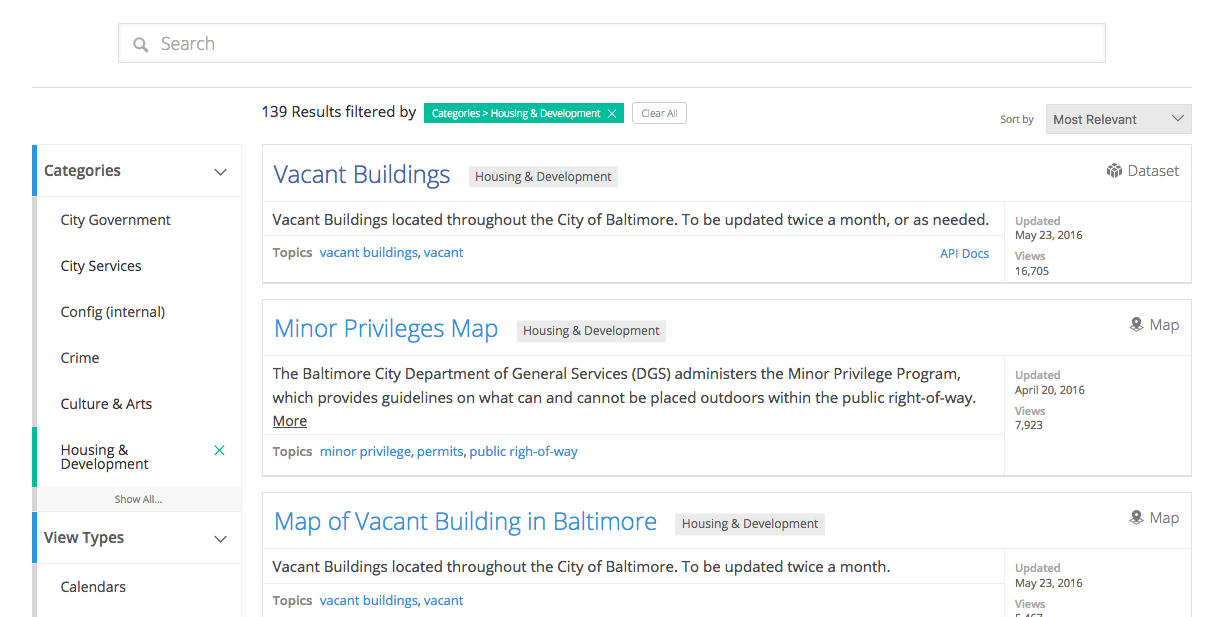 Search
139 Results filtered by Categories > Housing & Development Clear All
Sort by Most Relevant
Categories
City Government
City Services
Config (internal)
Crime
Culture & Arts
Housing &
Development
Show All...
View Types
Calendars
Vacant Buildings Housing & Development Dataset
Vacant Buildings located throughout the City of Baltimore. To be updated twice a month, or as needed.
Topics vacant buildings, vacant API Docs
Updated
May 23, 2016
Views
16,705
Minor Privileges Map Housing & Development Map
The Baltimore City Department of General Services (DGS) administers the Minor Privilege Program,
which provides guidelines on what can and cannot be placed outdoors within the public right-of-way.
More
Topics minor privilege, permits, public righ-of-way
Updated
April 20, 2016
Views
7,923
Map of Vacant Building in Baltimore Housing & Development Map
Vacant Buildings located throughout the City of Baltimore. To be updated twice a month.
Topics vacant buildings, vacant
Updated
May 23, 2016
Views